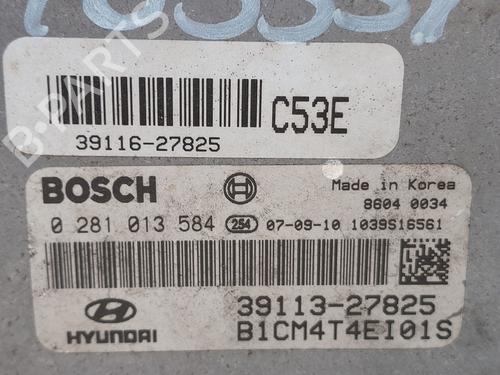 C53E
39116-27825
BOSCH
Made in Korea
8604 0034
0 281 013 584 254 07-09-10 1039S16561
39113-27825
HYUNDAI
B1CM4T4EI01S
B-PARTS